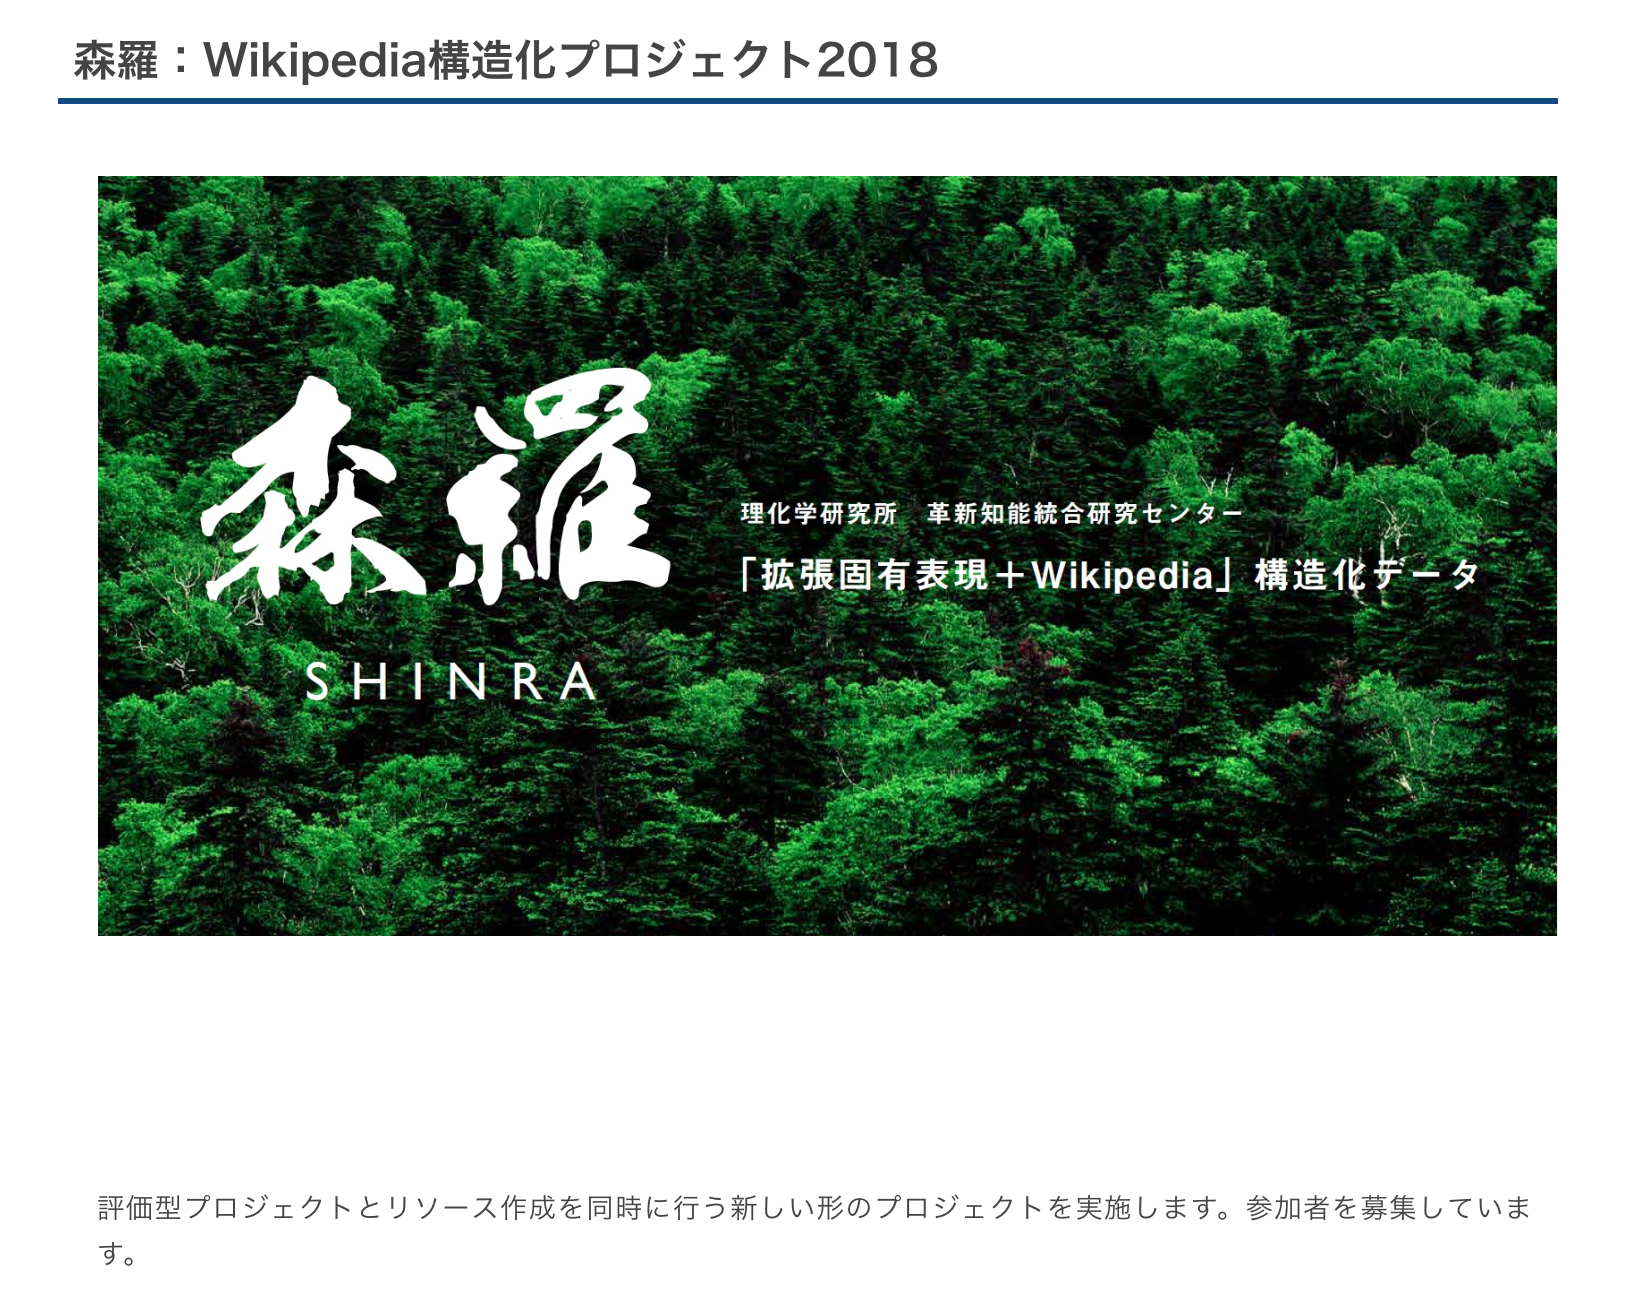 森羅：Wikipedia構造化プロジェクト2018
森羅
SHINRA
理化学研究所　革新知能統合研究センター
「拡張固有表現＋Wikipedia」構造化データ
評価型プロジェクトとリソース作成を同時に行う新しい形のプロジェクトを実施します。参加者を募集していま
す。